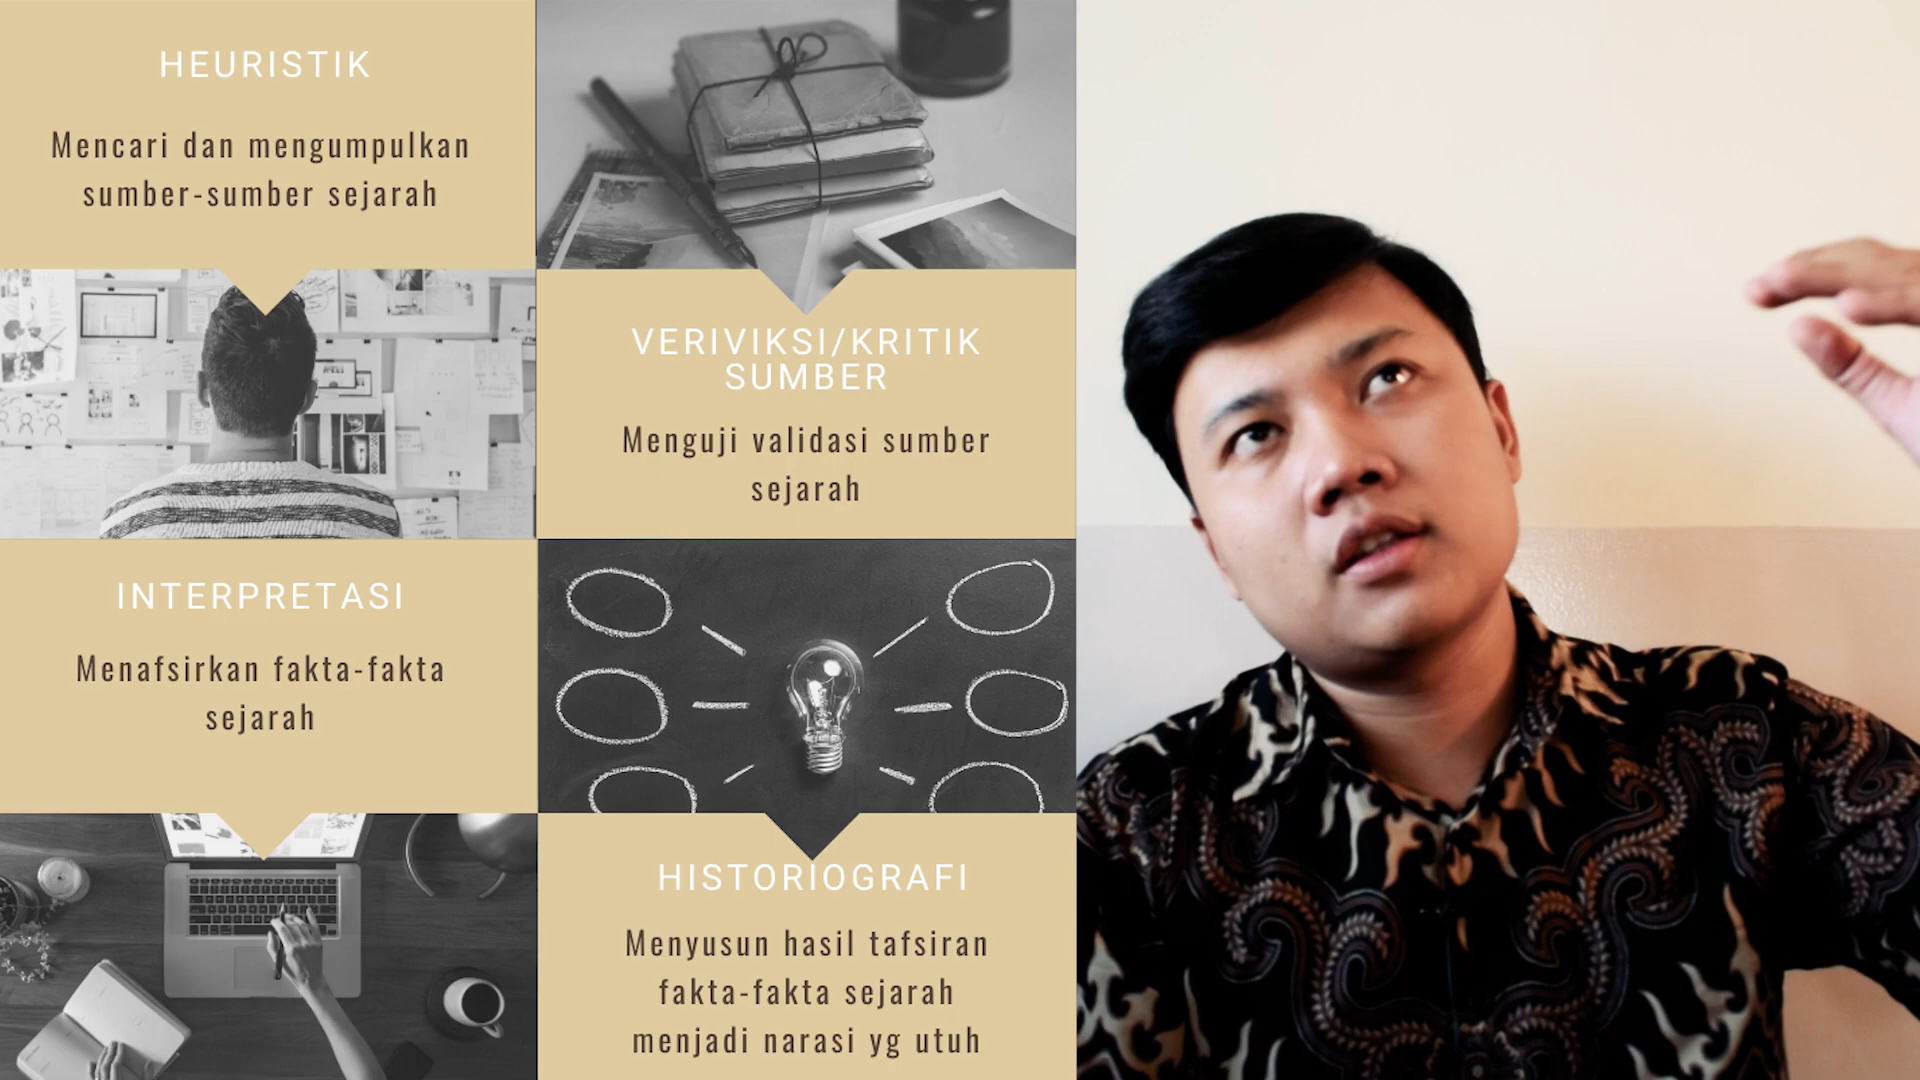 HEURISTIK
Mencari dan mengumpulkan
sumber-sumber sejarah
VERIVIKSI/KRITIK
SUMBER
Menguji validasi sumber
sejarah
INTERPRETASI
Menafsirkan fakta-fakta
sejarah
HISTORIOGRAFI
Menyusun hasil tafsiran
fakta-fakta sejarah
menjadi narasi yg utuh